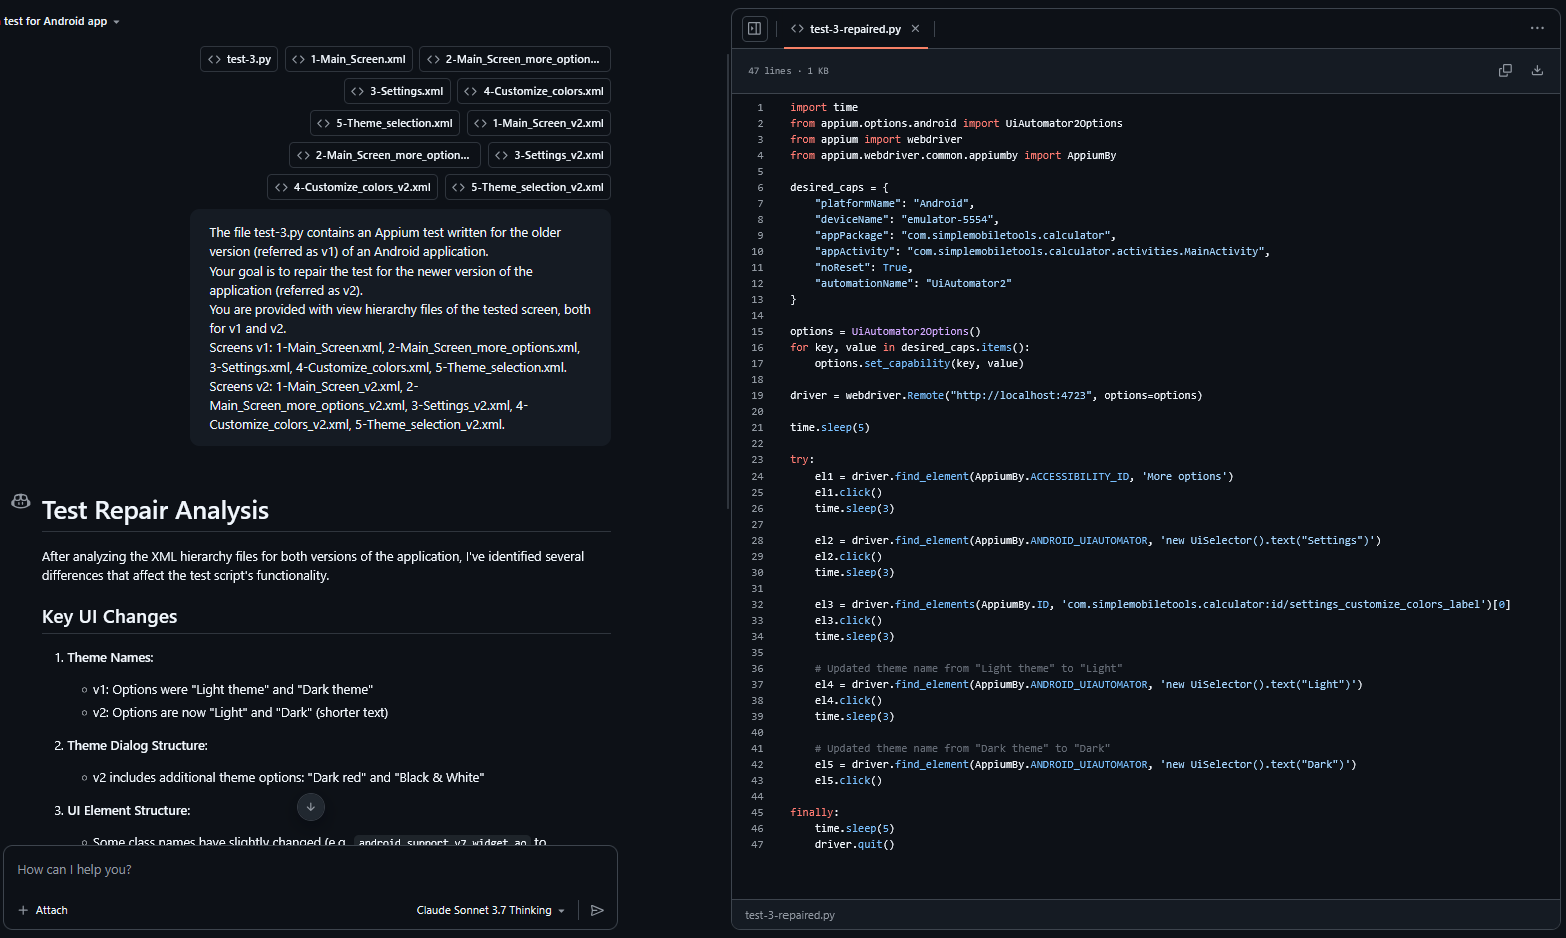 test for Android app
test-3.py
1-Main_Screen.xml
2-Main_Screen_more_option...
3-Settings.xml
4-Customize_colors.xml
5-Theme_selection.xml
1-Main_Screen_v2.xml
2-Main_Screen_more_option...
3-Settings_v2.xml
4-Customize_colors_v2.xml
5-Theme_selection_v2.xml
The file test-3.py contains an Appium test written for the older
version (referred as v1) of an Android application.
Your goal is to repair the test for the newer version of the
application (referred as v2).
You are provided with view hierarchy files of the tested screen, both
for v1 and v2.
Screens v1: 1-Main_Screen.xml, 2-Main_Screen_more_options.xml,
3-Settings.xml, 4-Customize_colors.xml, 5-Theme_selection.xml.
Screens v2: 1-Main_Screen_v2.xml, 2-
Main_Screen_more_options_v2.xml, 3-Settings_v2.xml, 4-
Customize_colors_v2.xml, 5-Theme_selection_v2.xml.
Test Repair Analysis
After analyzing the XML hierarchy files for both versions of the application, I've identified several
differences that affect the test script's functionality.
Key UI Changes
1. Theme Names:
v1: Options were "Light theme" and "Dark theme"
v2: Options are now "Light" and "Dark" (shorter text)
2. Theme Dialog Structure:
v2 includes additional theme options: "Dark red" and "Black & White"
3. UI Element Structure:
Some class names have slightly changed (e.g., android.support.v7.widget.ao to
How can I help you?
+ Attach
Claude Sonnet 3.7 Thinking
test-3-repaired.py
47 lines · 1 KB
1 import time
2 from appium.options.android import UiAutomator2Options
3 from appium import webdriver
4 from appium.webdriver.common.appiumby import AppiumBy
5
6 desired_caps = {
7 "platformName": "Android",
8 "deviceName": "emulator-5554",
9 "appPackage": "com.simplemobiletools.calculator",
10 "appActivity": "com.simplemobiletools.calculator.activities.MainActivity",
11 "noReset": True,
12 "automationName": "UiAutomator2"
13 }
14
15 options = UiAutomator2Options()
16 for key, value in desired_caps.items():
17 options.set_capability(key, value)
18
19 driver = webdriver.Remote("http://localhost:4723", options=options)
20
21 time.sleep(5)
22
23 try:
24 el1 = driver.find_element(AppiumBy.ACCESSIBILITY_ID, 'More options')
25 el1.click()
26 time.sleep(3)
27
28 el2 = driver.find_element(AppiumBy.ANDROID_UIAUTOMATOR, 'new UiSelector().text("Settings")')
29 el2.click()
30 time.sleep(3)
31
32 el3 = driver.find_elements(AppiumBy.ID, 'com.simplemobiletools.calculator:id/settings_customize_colors_label')[0]
33 el3.click()
34 time.sleep(3)
35
36 # Updated theme name from "Light theme" to "Light"
37 el4 = driver.find_element(AppiumBy.ANDROID_UIAUTOMATOR, 'new UiSelector().text("Light")')
38 el4.click()
39 time.sleep(3)
40
41 # Updated theme name from "Dark theme" to "Dark"
42 el5 = driver.find_element(AppiumBy.ANDROID_UIAUTOMATOR, 'new UiSelector().text("Dark")')
43 el5.click()
44
45 finally:
46 time.sleep(5)
47 driver.quit()
test-3-repaired.py